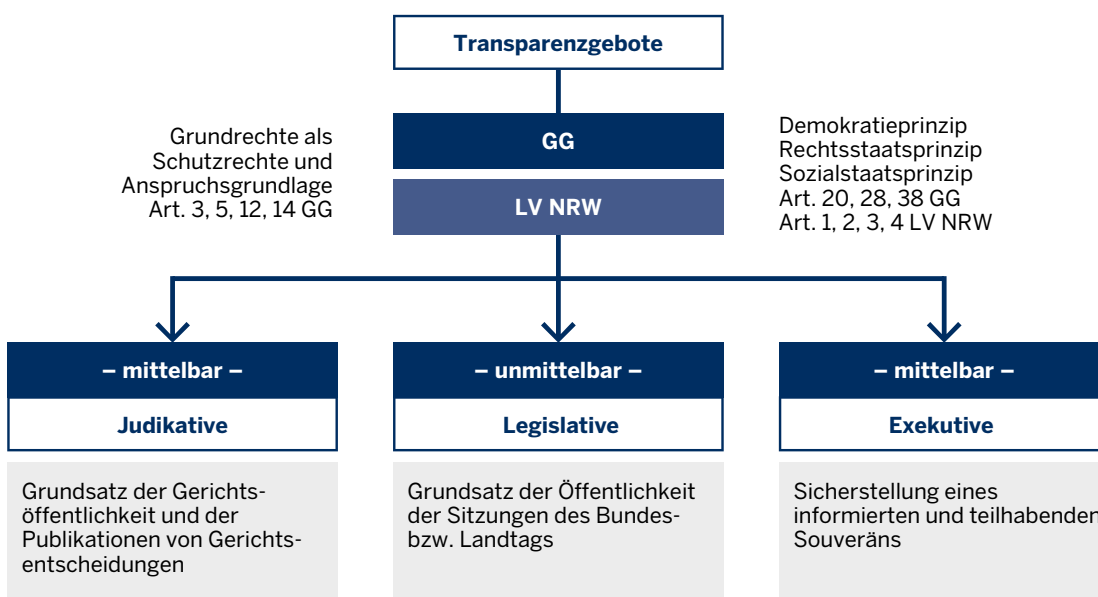 Transparenzgebote
Grundrechte als
Schutzrechte und
Anspruchsgrundlage
Art. 3, 5, 12, 14 GG
GG
LV NRW
Demokratieprinzip
Rechtsstaatsprinzip
Sozialstaatsprinzip
Art. 20, 28, 38 GG
Art. 1, 2, 3, 4 LV NRW
– mittelbar –
Judikative
Grundsatz der Gerichts-
öffentlichkeit und der
Publikationen von Gerichts-
entscheidungen
– unmittelbar –
Legislative
Grundsatz der Öffentlichkeit
der Sitzungen des Bundes-
bzw. Landtags
– mittelbar –
Exekutive
Sicherstellung eines
informierten und teilhabenden
Souveräns